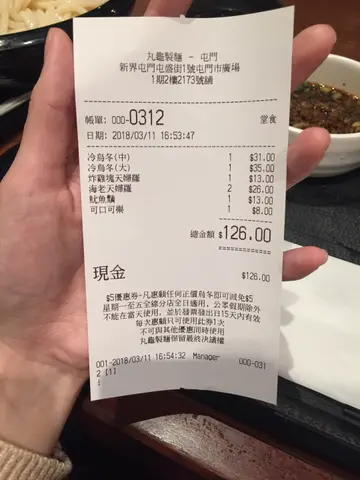 丸龜製麵 - 屯門
新界屯門屯盛街1號屯門市廣場
1期2樓2173號舖
帳單: 000-0312 堂食
日期: 2018/03/11 16:53:47
冷烏冬(中) 1 $31.00
冷烏冬(大) 1 $35.00
炸雞塊天婦羅 1 $13.00
海老天婦羅 2 $26.00
魷魚鬚 1 $13.00
可口可樂 1 $8.00
總金額 $126.00
現金 $126.00
$5優惠券-凡惠顧任何正價烏冬即可減免$5
星期一至五全線分店全日適用，公眾假期除外
不能在當天使用，並於發票發出日15天內有效
每次惠顧只可使用此券1次
不可與其他優惠同時使用
丸龜製麵保留最終決議權
001-2018/03/11 16:54:32 Manager 000-031
2 [1]